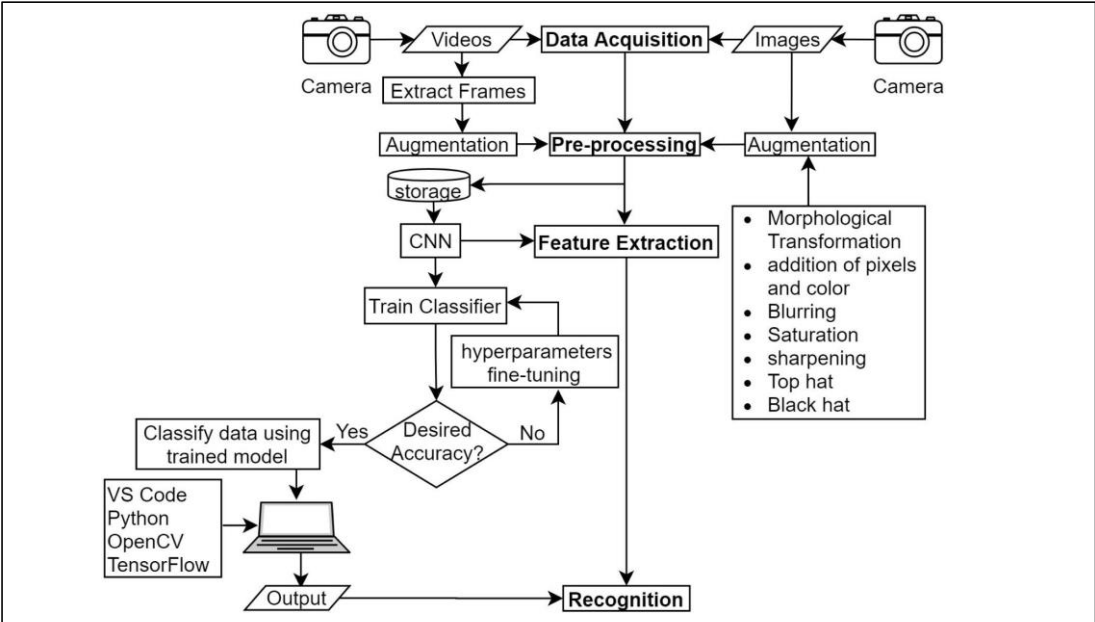 Videos
Data Acquisition
Images
Camera
Camera
Extract Frames
Augmentation
Pre-processing
Augmentation
storage
CNN
Feature Extraction
• Morphological
Transformation
• addition of pixels
and color
• Blurring
• Saturation
• sharpening
• Top hat
• Black hat
Train Classifier
hyperparameters
fine-tuning
Desired
Accuracy?
Yes
No
Classify data using
trained model
VS Code
Python
OpenCV
TensorFlow
Output
Recognition